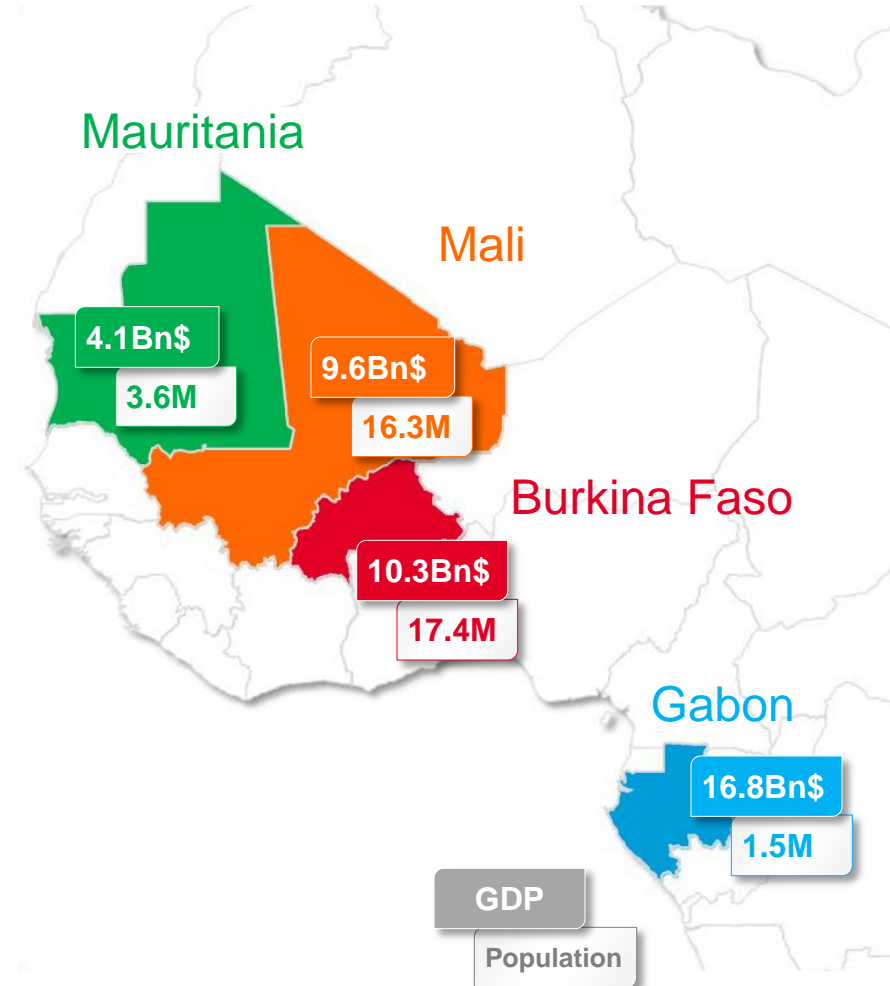 Mauritania
Mali
4.1Bn$
3.6M
9.6Bn$
16.3M
Burkina Faso
10.3Bn$
17.4M
Gabon
16.8Bn$
1.5M
GDP
Population